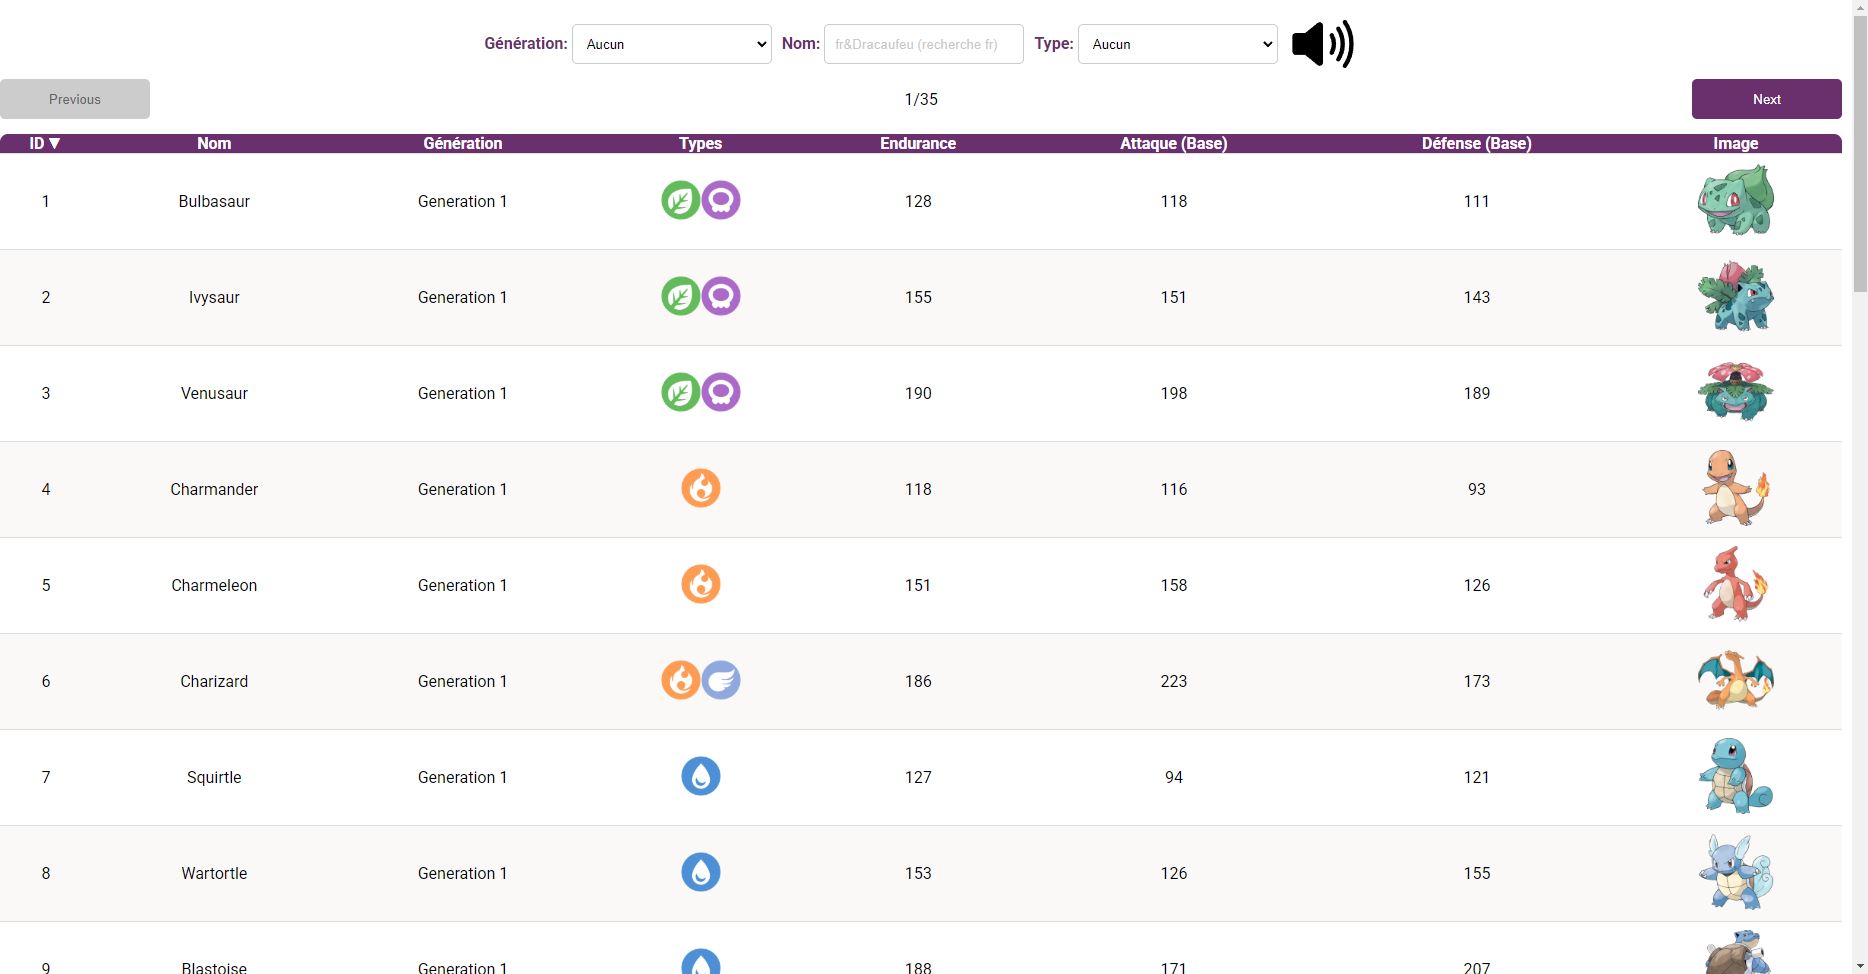 Génération: Aucun Nom: fr&Dracaufeu (recherche fr) Type: Aucun
Previous 1/35 Next
ID ▼ Nom Génération Types Endurance Attaque (Base) Défense (Base) Image
1 Bulbasaur Generation 1 128 118 111
2 Ivysaur Generation 1 155 151 143
3 Venusaur Generation 1 190 198 189
4 Charmander Generation 1 118 116 93
5 Charmeleon Generation 1 151 158 126
6 Charizard Generation 1 186 223 173
7 Squirtle Generation 1 127 94 121
8 Wartortle Generation 1 153 126 155
9 Blastoise Generation 1 188 171 207